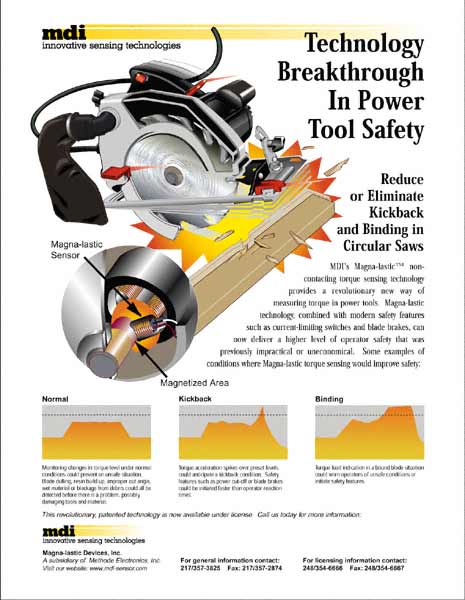 mdi
innovative sensing technologies
Technology
Breakthrough
In Power
Tool Safety
Reduce
or Eliminate
Kickback
and Binding in
Circular Saws
MDI's Magna-lastic™ non-
contacting torque sensing technology
provides a revolutionary new way of
measuring torque in power tools. Magna-lastic
technology, combined with modern safety features
such as current-limiting switches and blade brakes, can
now deliver a higher level of operator safety that was
previously impractical or uneconomical. Some examples of
conditions where Magna-lastic torque sensing would improve safety:
Magna-lastic
Sensor
Magnetized Area
Normal
Monitoring changes in torque level under normal
conditions could prevent an unsafe situation.
Blade dulling, resin build up, improper cut angle,
wet material or blockage from debris could all be
detected before there is a problem, possibly
damaging tools and material.
Kickback
Torque acceleration spikes over preset levels
could anticipate a kickback condition. Safety
features such as power cut-off or blade brakes
could be initiated faster than operator reaction
times.
Binding
Torque load indication in a bound blade situation
could warn operators of unsafe conditions or
initiate safety features.
This revolutionary, patented technology is now available under license. Call us today for more information:
mdi
innovative sensing technologies
Magna-lastic Devices, Inc.
A subsidiary of Methode Electronics, Inc.
Visit our website: www.mdi-sensor.com
For general information contact:
217/357-3825 Fax: 217/357-2874
For licensing information contact:
248/354-6666 Fax: 248/354-6667